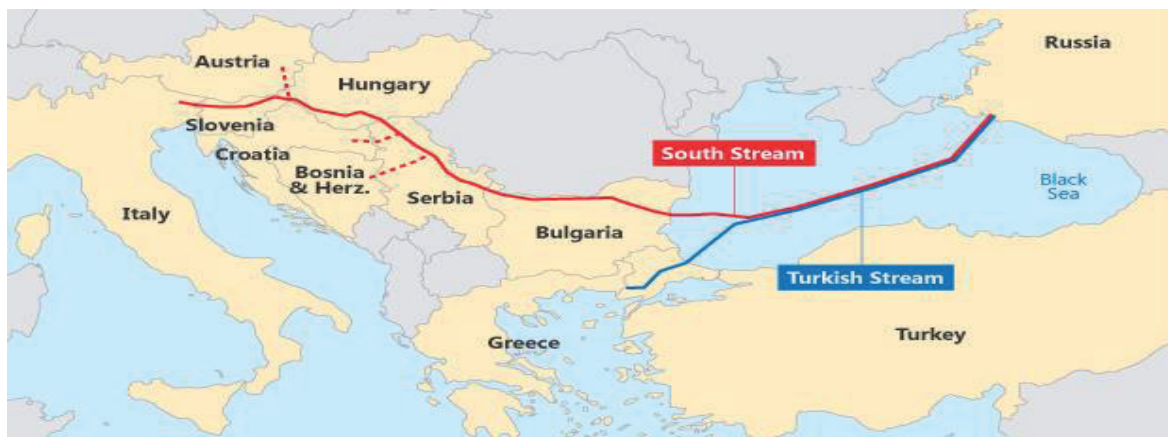 Russia
Austria
Hungary
Slovenia
South Stream
Croatia
Bosnia
& Herz.
Black
Sea
Serbia
Italy
Bulgaria
Turkish Stream
Turkey
Greece